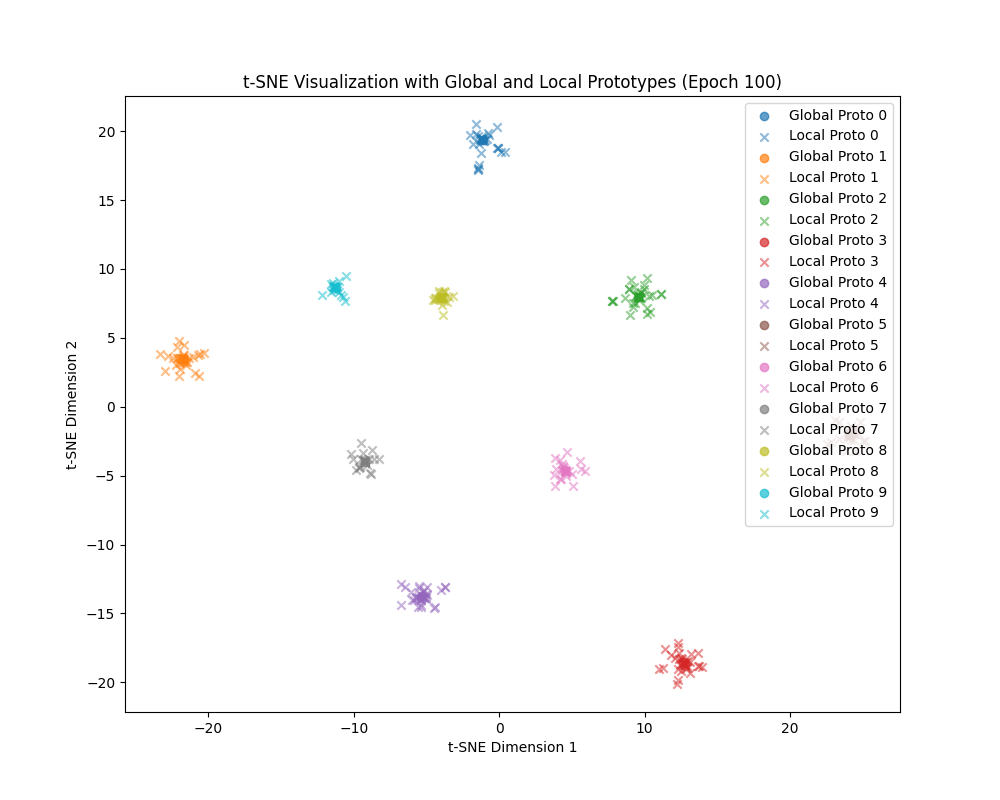 t-SNE Visualization with Global and Local Prototypes (Epoch 100)
t-SNE Dimension 2
20
15
10
5
0
−5
−10
−15
−20
Global Proto 0
Local Proto 0
Global Proto 1
Local Proto 1
Global Proto 2
Local Proto 2
Global Proto 3
Local Proto 3
Global Proto 4
Local Proto 4
Global Proto 5
Local Proto 5
Global Proto 6
Local Proto 6
Global Proto 7
Local Proto 7
Global Proto 8
Local Proto 8
Global Proto 9
Local Proto 9
−20 −10 0 10 20
t-SNE Dimension 1